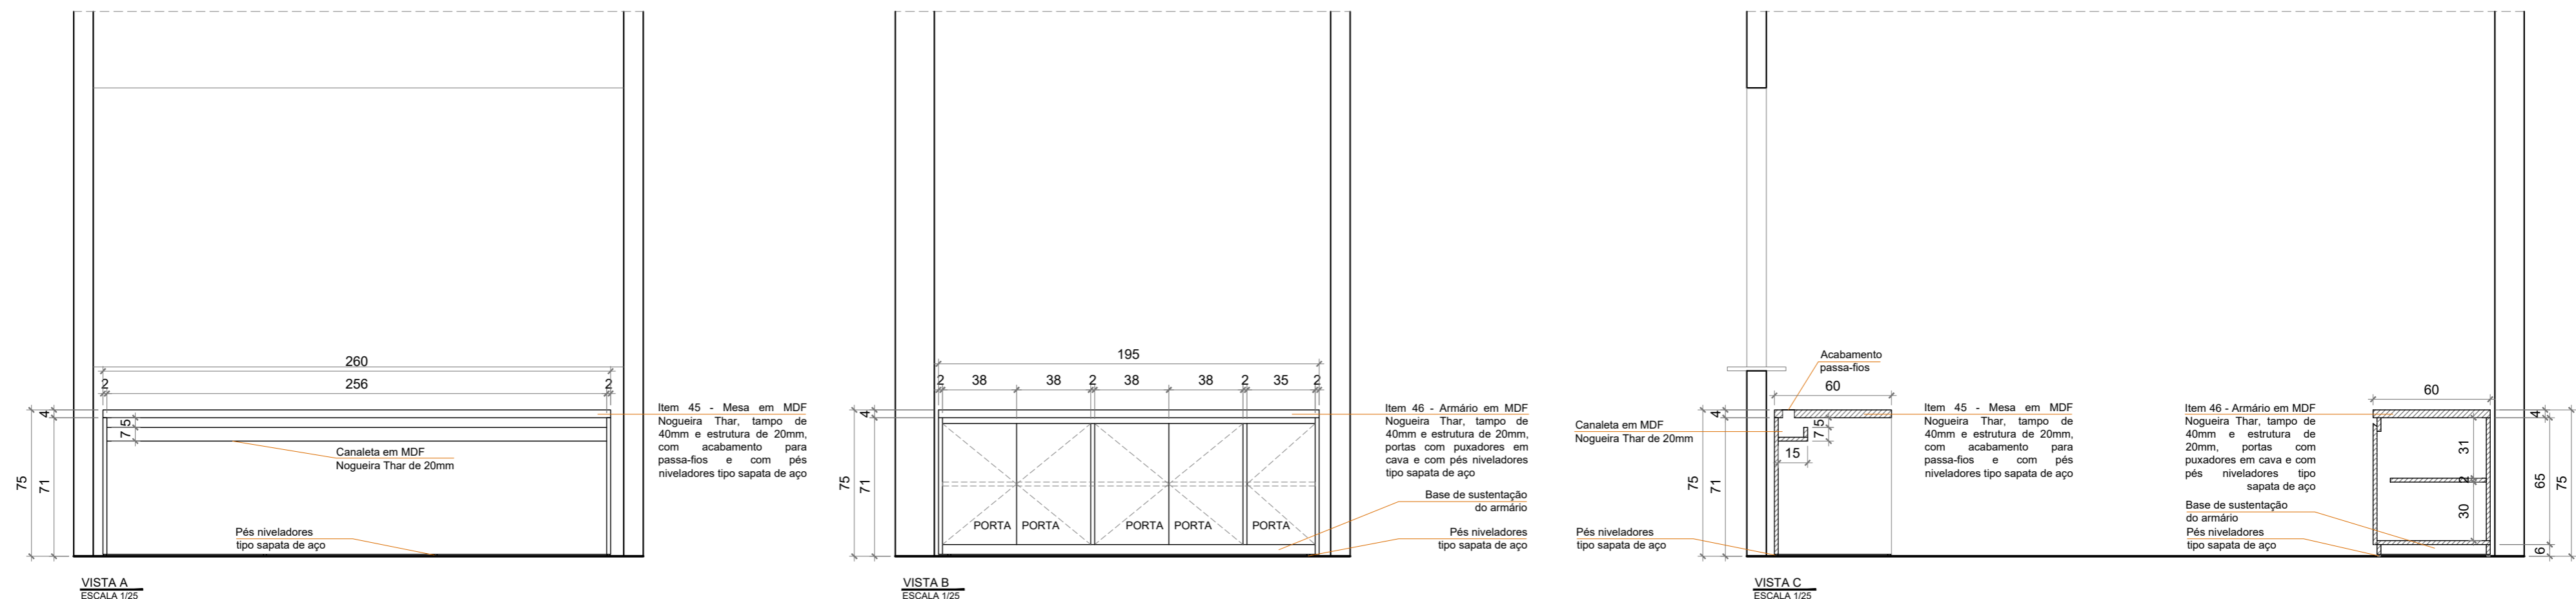 260
2
256
2
4
5
7
75
71
Canaleta em MDF
Nogueira Thar de 20mm
Pés niveladores
tipo sapata de aço
Item 45 - Mesa em MDF
Nogueira Thar, tampo de
40mm e estrutura de 20mm,
com acabamento para
passa-fios e com pés
niveladores tipo sapata de aço
VISTA A
ESCALA 1/25
195
2
38
38
2
38
38
2
35
2
4
75
71
PORTA
PORTA
PORTA
PORTA
PORTA
Item 46 - Armário em MDF
Nogueira Thar, tampo de
40mm e estrutura de 20mm,
portas com puxadores em
cava e com pés niveladores
tipo sapata de aço
Base de sustentação
do armário
Pés niveladores
tipo sapata de aço
VISTA B
ESCALA 1/25
Acabamento
passa-fios
60
4
5
7
15
75
71
Canaleta em MDF
Nogueira Thar de 20mm
Pés niveladores
tipo sapata de aço
Item 45 - Mesa em MDF
Nogueira Thar, tampo de
40mm e estrutura de 20mm,
com acabamento para
passa-fios e com pés
niveladores tipo sapata de aço
Item 46 - Armário em MDF
Nogueira Thar, tampo de
40mm e estrutura de
20mm, portas com
puxadores em cava e com
pés niveladores tipo
sapata de aço
Base de sustentação
do armário
Pés niveladores
tipo sapata de aço
60
31
2
30
4
65
6
75
VISTA C
ESCALA 1/25